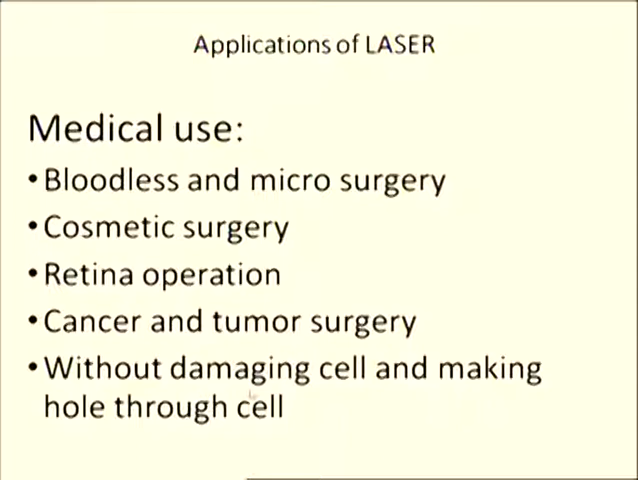 Applications of LASER
Medical use:
•Bloodless and micro surgery
•Cosmetic surgery
•Retina operation
•Cancer and tumor surgery
•Without damaging cell and making
hole through cell